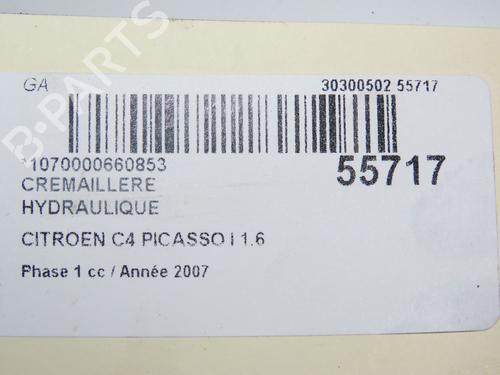 GA 30300502 55717
*1070000660853 55717
CREMAILLERE
HYDRAULIQUE
CITROEN C4 PICASSO I 1.6
Phase 1 cc / Année 2007
B-PARTS